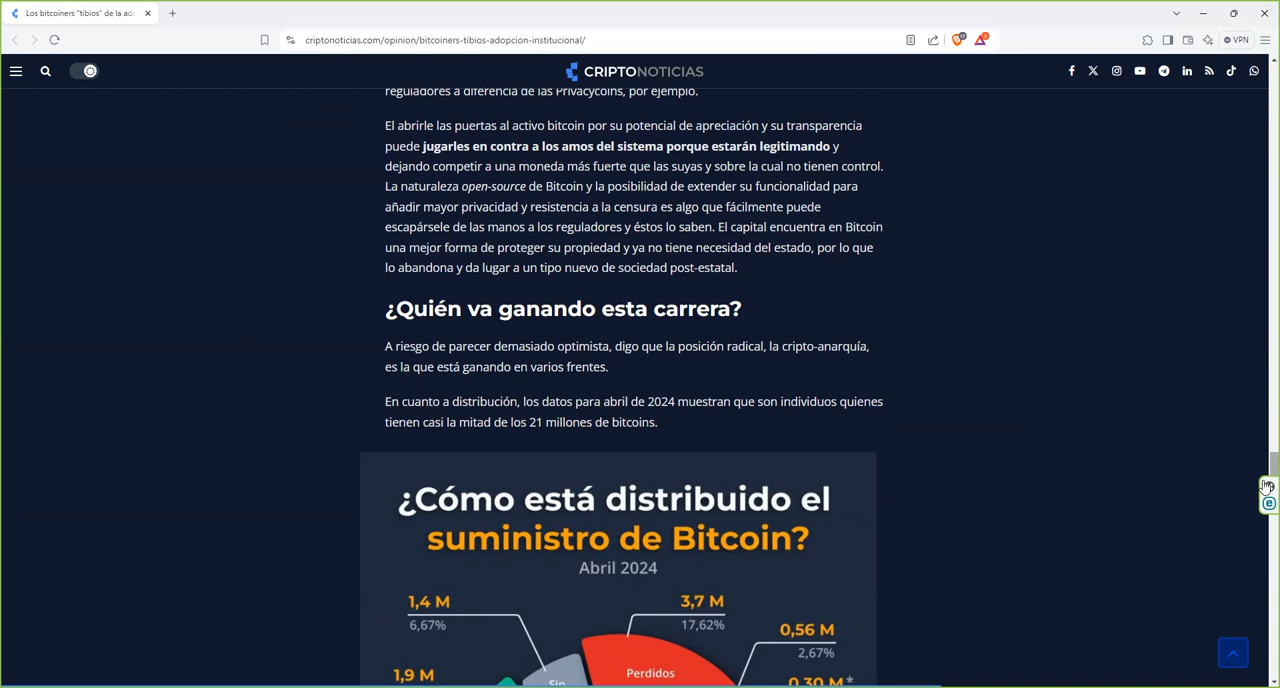 Los bitcoiners "tibios" de la ado
criptonoticias.com/opinion/bitcoiners-tibios-adopcion-institucional/
VPN
CRIPTONOTICIAS
reguladores a diferencia de las Privacycoins, por ejemplo.
El abrirle las puertas al activo bitcoin por su potencial de apreciación y su transparencia
puede jugarles en contra a los amos del sistema porque estarán legitimando y
dejando competir a una moneda más fuerte que las suyas y sobre la cual no tienen control.
La naturaleza open-source de Bitcoin y la posibilidad de extender su funcionalidad para
añadir mayor privacidad y resistencia a la censura es algo que fácilmente puede
escapársele de las manos a los reguladores y éstos lo saben. El capital encuentra en Bitcoin
una mejor forma de proteger su propiedad y ya no tiene necesidad del estado, por lo que
lo abandona y da lugar a un tipo nuevo de sociedad post-estatal.
¿Quién va ganando esta carrera?
A riesgo de parecer demasiado optimista, digo que la posición radical, la cripto-anarquía,
es la que está ganando en varios frentes.
En cuanto a distribución, los datos para abril de 2024 muestran que son individuos quienes
tienen casi la mitad de los 21 millones de bitcoins.
¿Cómo está distribuido el
suministro de Bitcoin?
Abril 2024
1,4 M
6,67%
3,7 M
17,62%
0,56 M
2,67%
1,9 M
Sin
Perdidos
0,30 M*